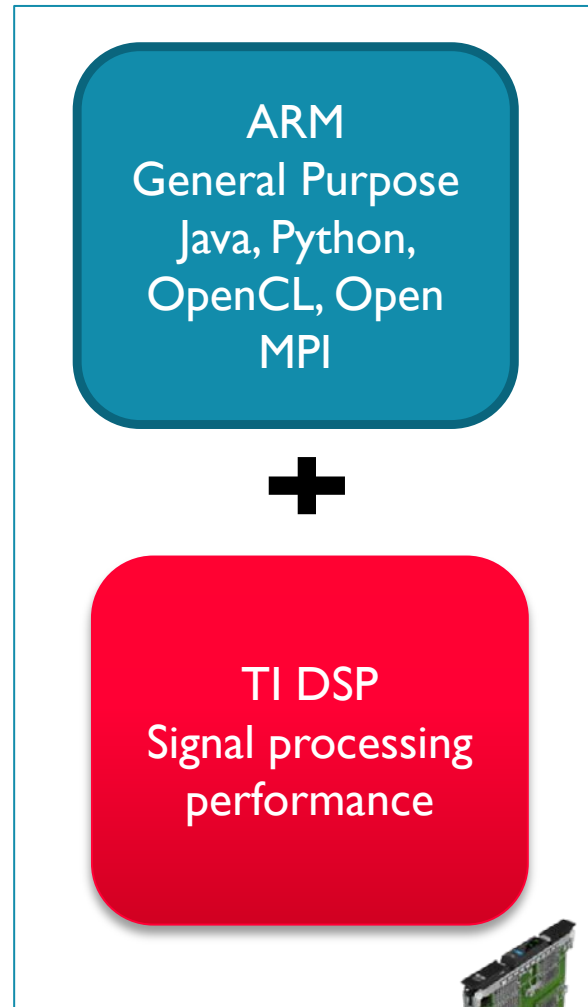 ARM
General Purpose
Java, Python,
OpenCL, Open
MPI
+
TI DSP
Signal processing
performance